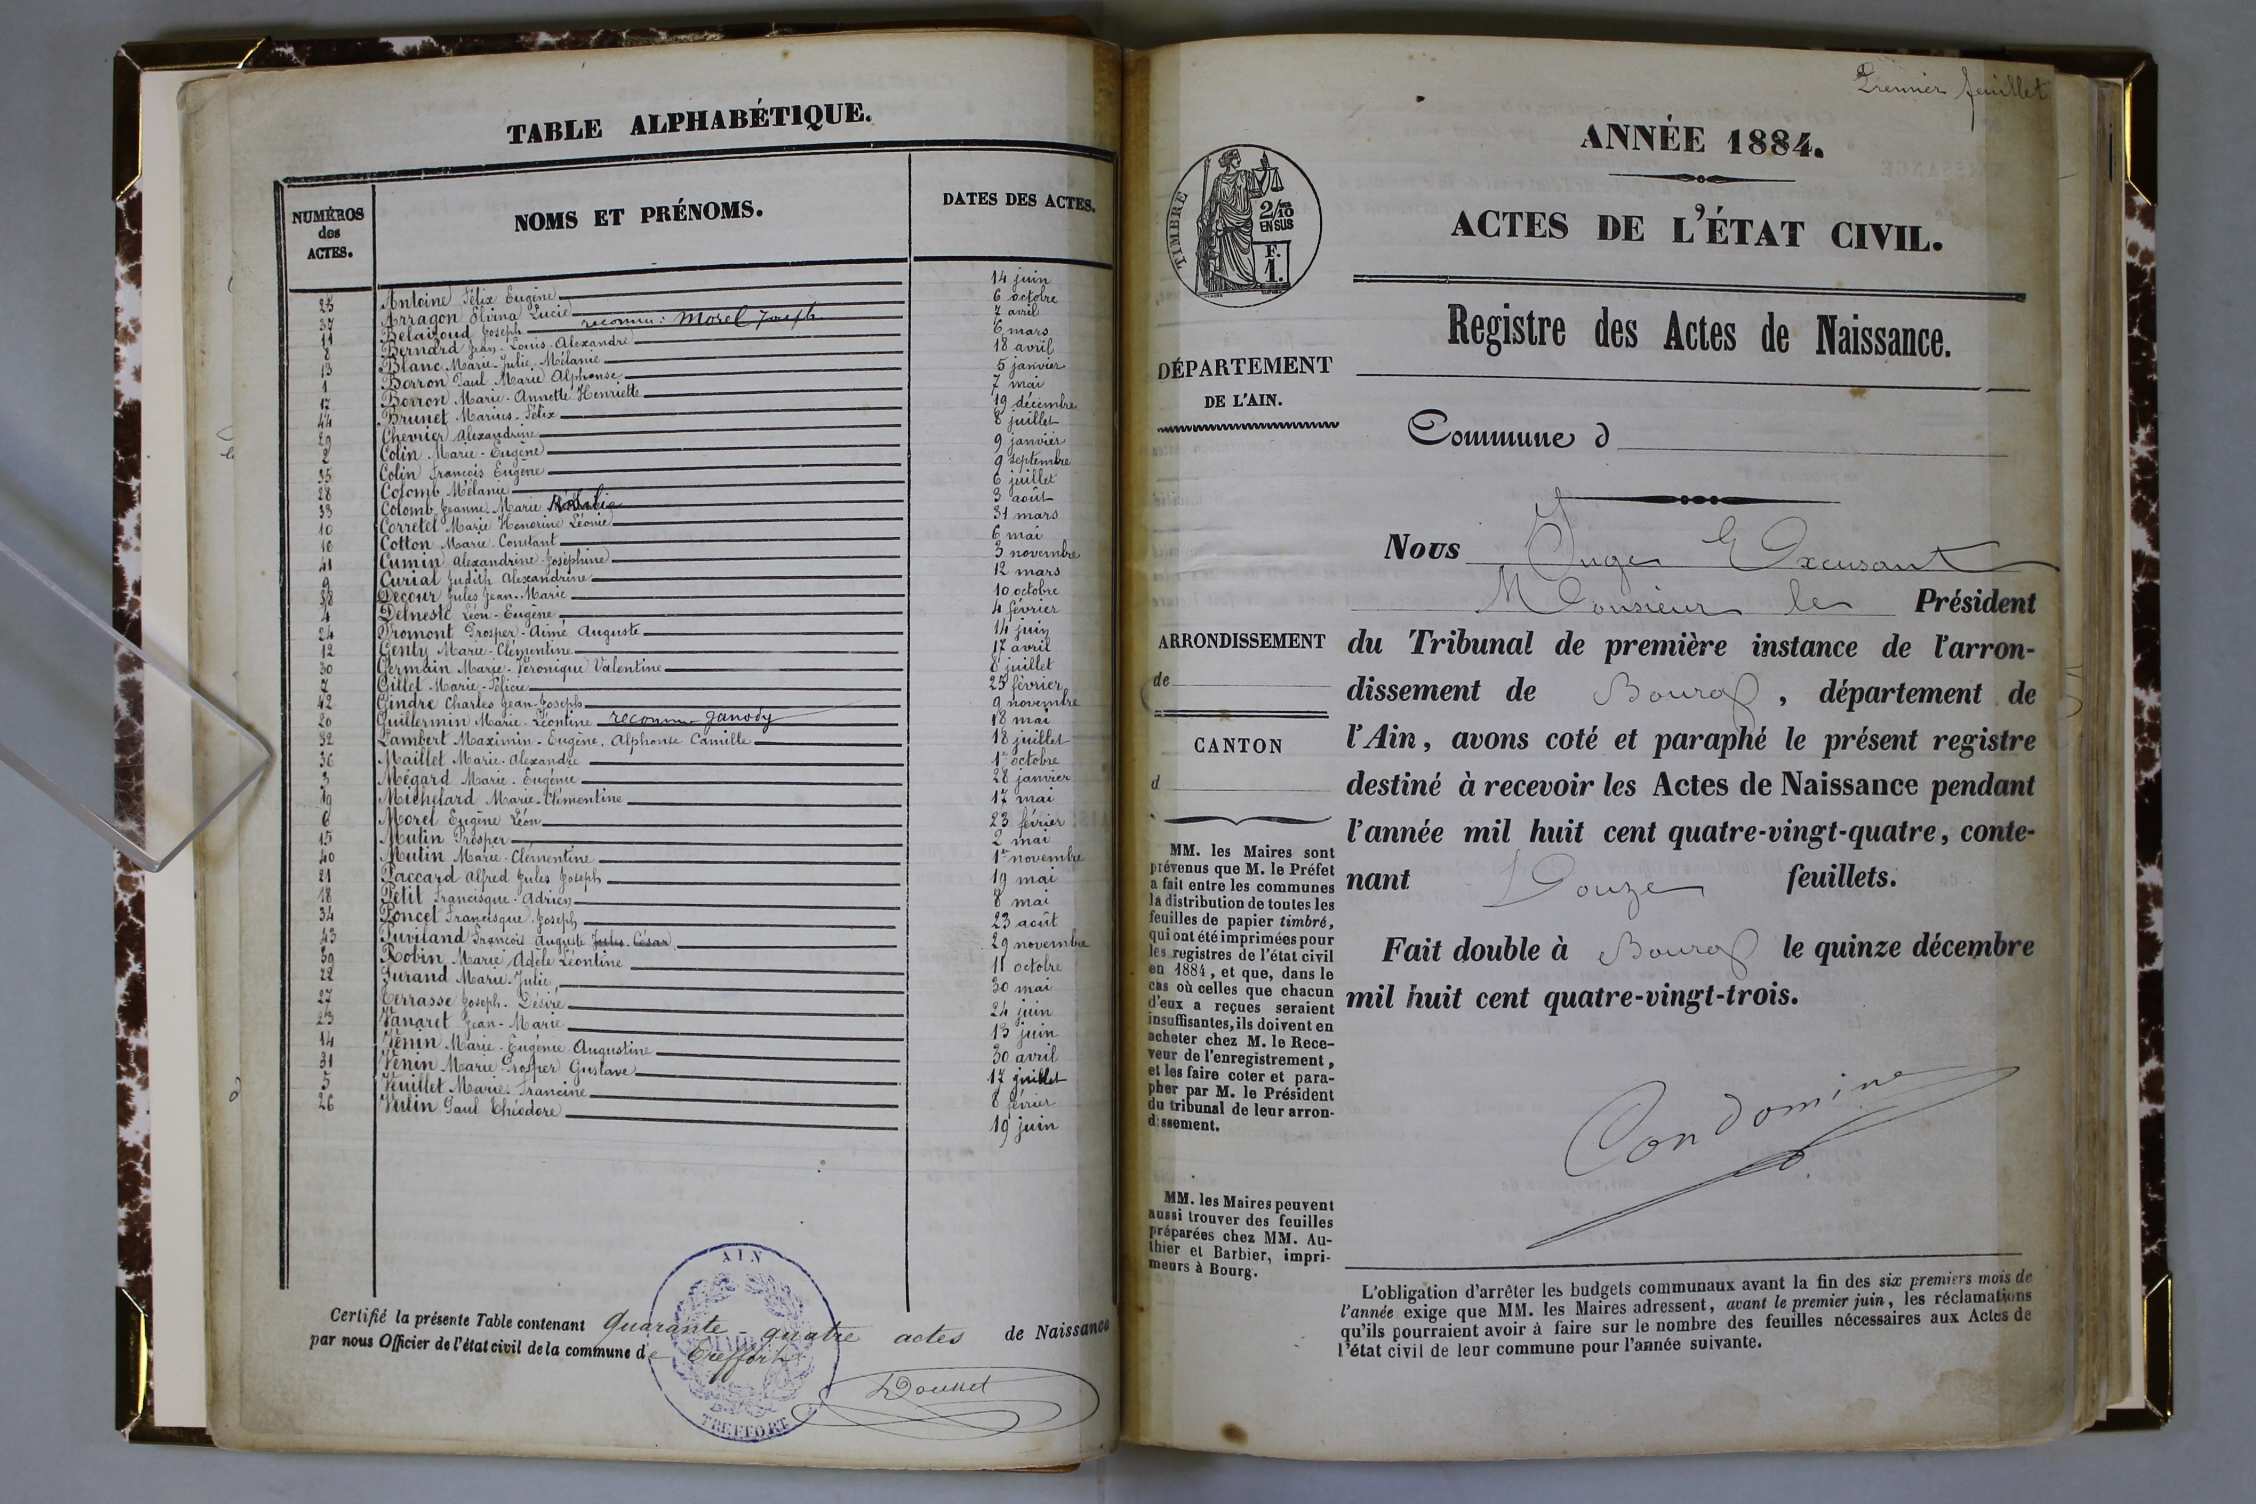 TABLE ALPHABÉTIQUE.
NUMÉROS des ACTES. NOMS ET PRÉNOMS. DATES DES ACTES.
25 Antoine Félix Eugène 14 juin
37 Arragon Olvina Lucie 6 octobre
11 Belaizoud Joseph reconnu: Morel Joseph 7 avril
8 Bernard Jean-Louis-Alexandre 6 mars
13 Blanc Marie-Julie-Mélanie 18 avril
1 Borron Paul Marie Alphonse 5 janvier
17 Borron Marie-Annette Henriette 7 mai
44 Brunet Marius-Félix 19 décembre
29 Chevrier Alexandrine 8 juillet
2 Colin Marie-Eugène 9 janvier
35 Colin François Eugène 9 septembre
28 Colomb Mélanie 6 juillet
33 Colomb Jeanne Marie 3 août
10 Corretel Marie Honorine Léonie 31 mars
16 Cotton Marie Constant 6 mai
41 Cumin Alexandrine-Joséphine 3 novembre
9 Curial Judith Alexandrine 12 mars
38 Decour Jules Jean-Marie 10 octobre
4 Delneste Léon-Eugène 4 février
24 Fromont Prosper-Aimé Auguste 14 juin
12 Genty Marie-Clémentine 17 avril
30 Germain Marie-Véronique Valentine 8 juillet
7 Gillet Marie-Félicie 25 février
42 Gindre Charles Jean-Joseph 9 novembre
20 Guillermin Marie-Léontine reconnue Janody 18 mai
32 Lambert Maximin-Eugène, Alphonse Camille 18 juillet
36 Maillet Marie-Alexandre 1er octobre
3 Mégard Marie-Eugénie 28 janvier
19 Michelard Marie-Clémentine 17 mai
6 Morel Eugène Léon 23 février
15 Mutin Prosper 2 mai
40 Mutin Marie-Clémentine 1er novembre
21 Paccard Alfred Jules Joseph 19 mai
18 Petit Francisque-Adrien 8 mai
34 Poncet Francisque Joseph 23 août
43 Puviland François Auguste Jules-César 29 novembre
39 Robin Marie Adèle Léontine 11 octobre
22 Surand Marie-Julie 30 mai
27 Terrasse Joseph-Désiré 24 juin
23 Vanaret Jean-Marie 13 juin
14 Venin Marie-Eugénie-Augustine 30 avril
31 Venin Marie Prosper Gustave 17 juillet
5 Veuillet Marie-Francine 8 février
26 Vulin Paul Théodore 19 juin
Certifié la présente Table contenant Quarante-quatre actes de Naissance
par nous Officier de l'état civil de la commune de Treffort
AIN
MAIRIE
TREFFORT
Premier feuillet
ANNÉE 1884.
ACTES DE L'ÉTAT CIVIL.
TIMBRE
2/10 EN SUS
F. 1.
Registre des Actes de Naissance.
DÉPARTEMENT
DE L'AIN.
Commune d
Nous Juge Excusant
Monsieur le Président
ARRONDISSEMENT
de
CANTON
d
du Tribunal de première instance de l'arron-
dissement de Bourg, département de
l'Ain, avons coté et paraphé le présent registre
destiné à recevoir les Actes de Naissance pendant
l'année mil huit cent quatre-vingt-quatre, conte-
nant Douze feuillets.
Fait double à Bourg le quinze décembre
mil huit cent quatre-vingt-trois.
Condomine
MM. les Maires sont
prévenus que M. le Préfet
a fait entre les communes
la distribution de toutes les
feuilles de papier timbré,
qui ont été imprimées pour
les registres de l'état civil
en 1884, et que, dans le
cas où celles que chacun
d'eux a reçues seraient
insuffisantes, ils doivent en
acheter chez M. le Rece-
veur de l'enregistrement,
et les faire coter et para-
pher par M. le Président
du tribunal de leur arron-
dissement.
MM. les Maires peuvent
aussi trouver des feuilles
préparées chez MM. Au-
thier et Barbier, impri-
meurs à Bourg.
L'obligation d'arrêter les budgets communaux avant la fin des six premiers mois de
l'année exige que MM. les Maires adressent, avant le premier juin, les réclamations
qu'ils pourraient avoir à faire sur le nombre des feuilles nécessaires aux Actes de
l'état civil de leur commune pour l'année suivante.